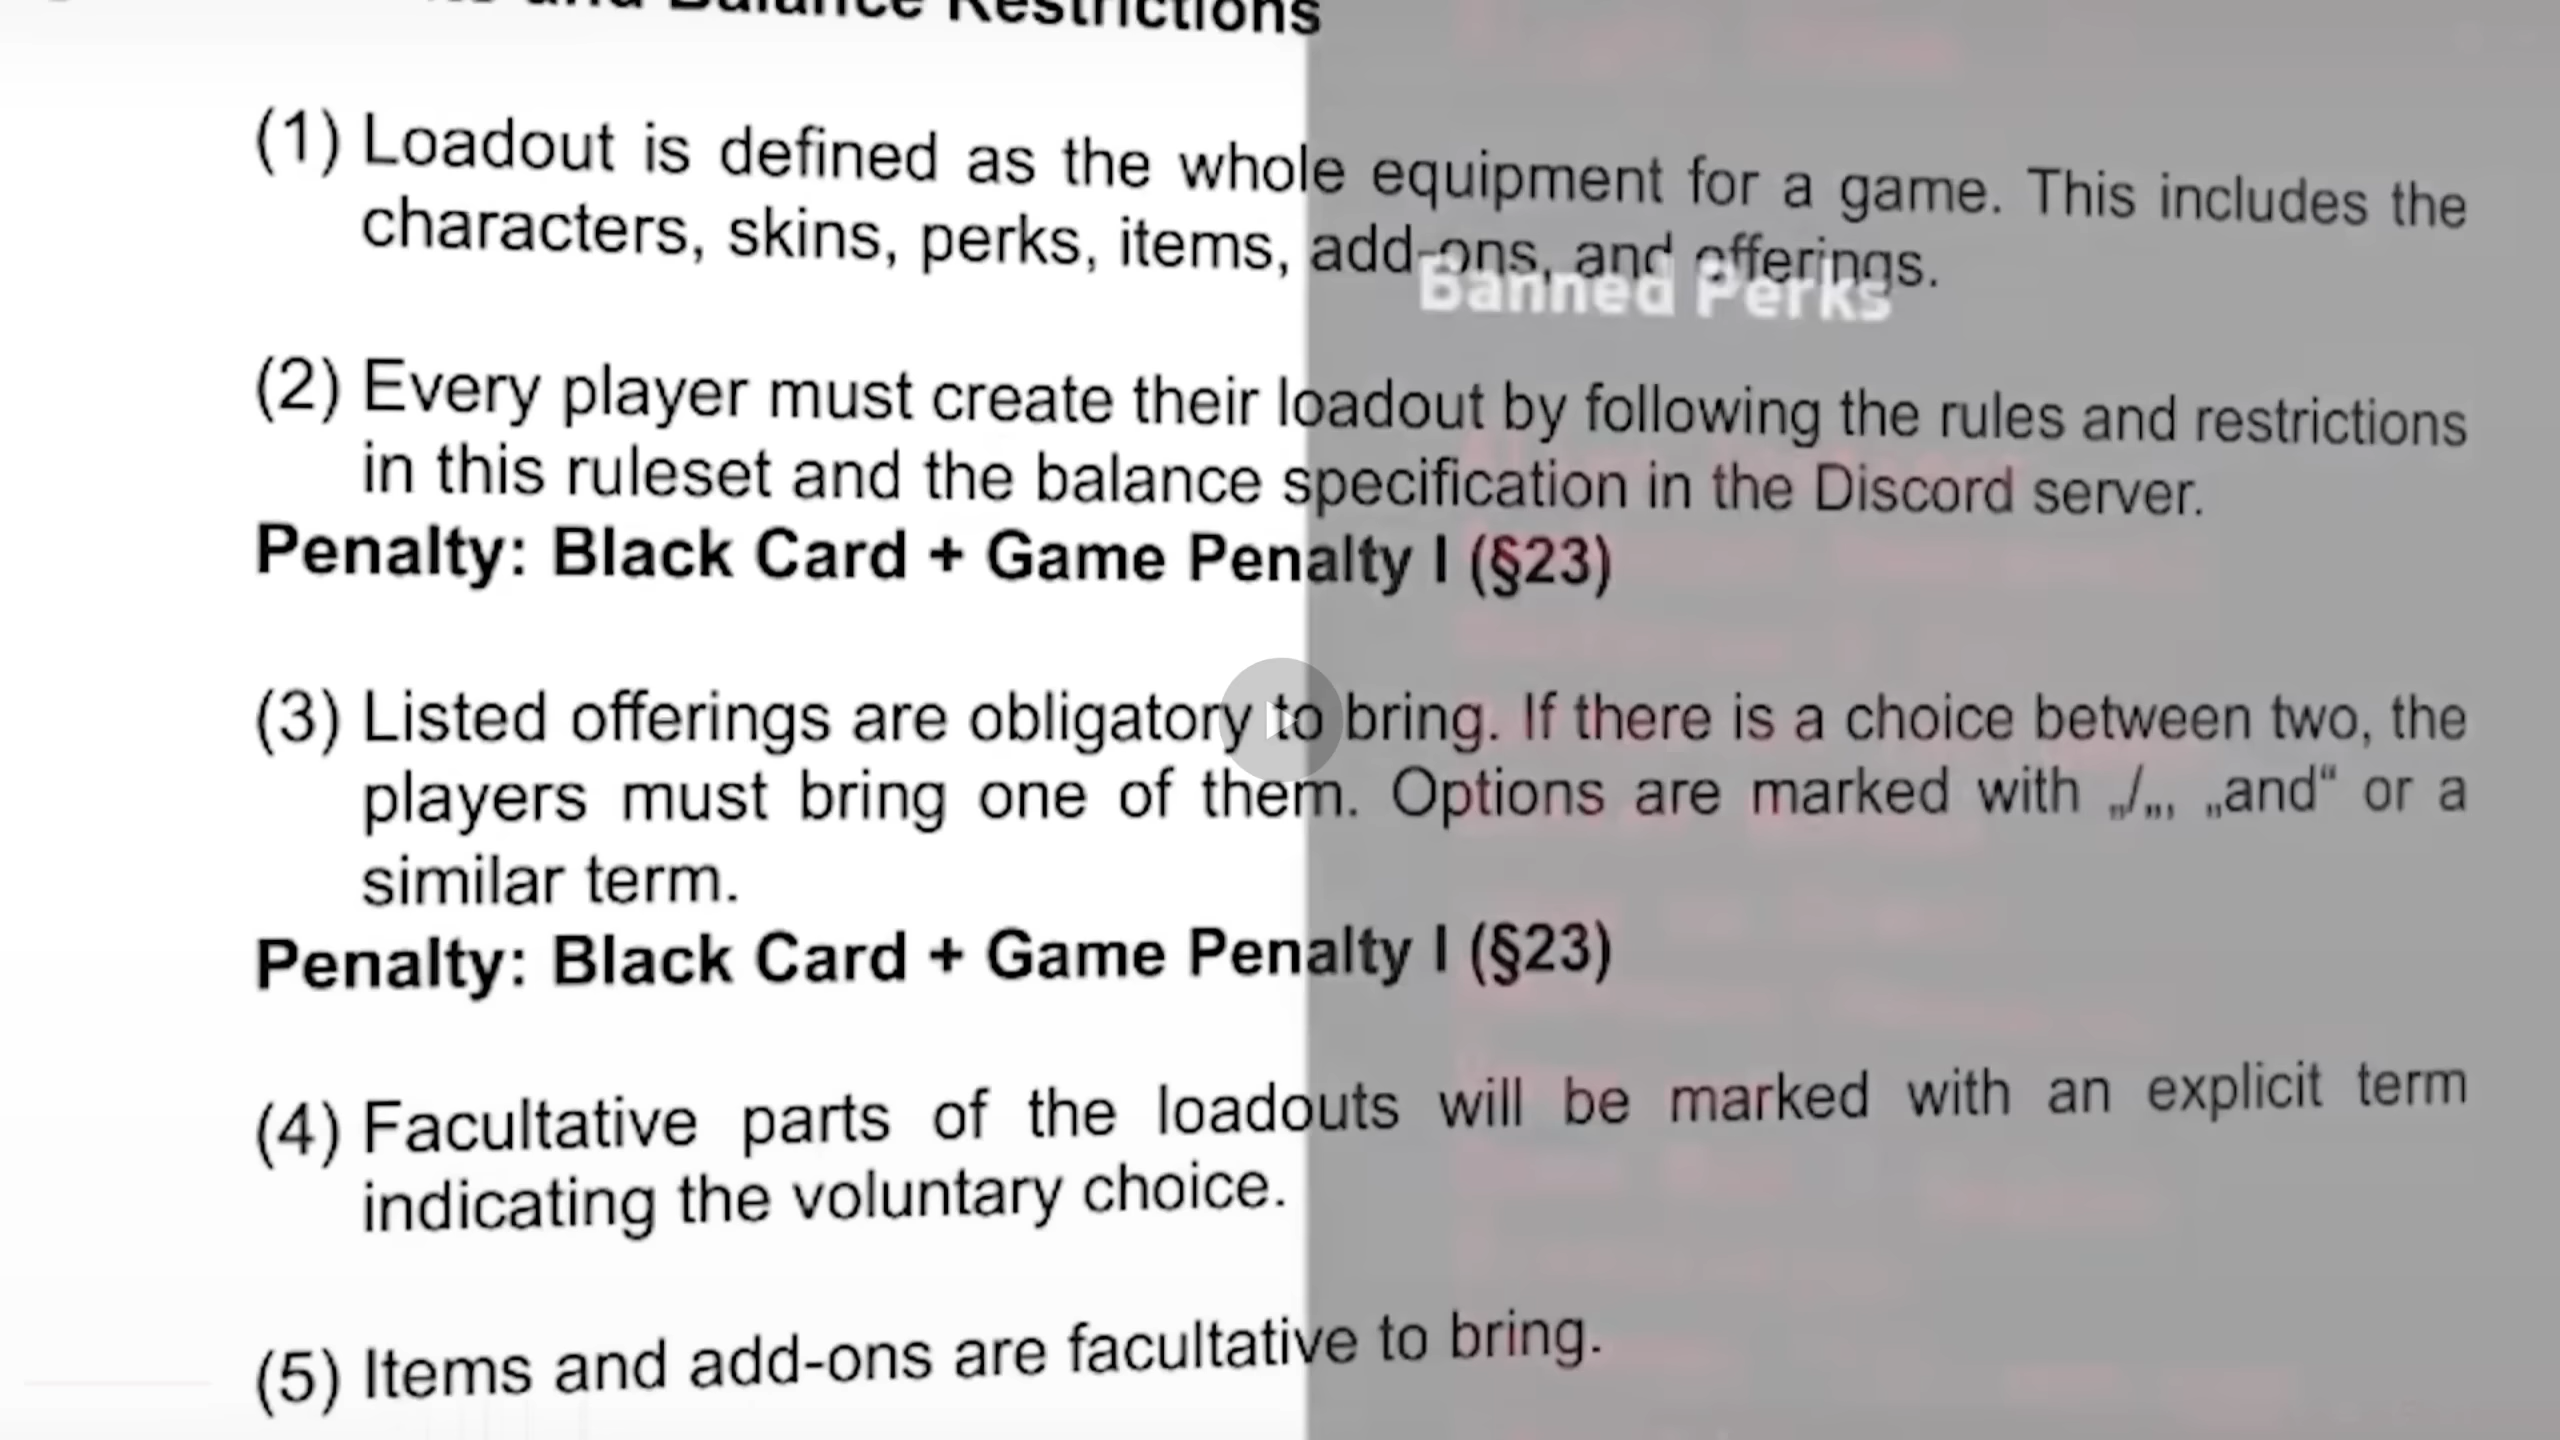 and Balance Restrictions
(1) Loadout is defined as the whole equipment for a game. This includes the
characters, skins, perks, items, add-ons, and offerings.
Banned Perks
(2) Every player must create their loadout by following the rules and restrictions
in this ruleset and the balance specification in the Discord server.
Penalty: Black Card + Game Penalty I (§23)
(3) Listed offerings are obligatory to bring. If there is a choice between two, the
players must bring one of them. Options are marked with „/„, „and“ or a
similar term.
Penalty: Black Card + Game Penalty I (§23)
(4) Facultative parts of the loadouts will be marked with an explicit term
indicating the voluntary choice.
(5) Items and add-ons are facultative to bring.